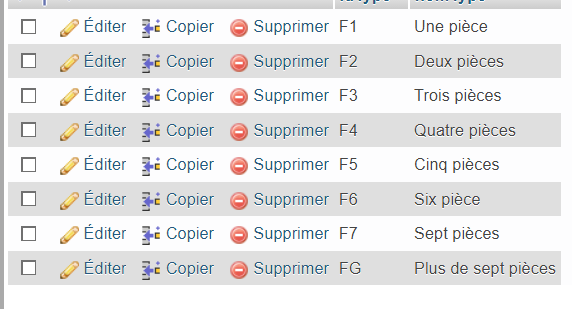 Éditer Copier Supprimer F1 Une pièce
Éditer Copier Supprimer F2 Deux pièces
Éditer Copier Supprimer F3 Trois pièces
Éditer Copier Supprimer F4 Quatre pièces
Éditer Copier Supprimer F5 Cinq pièces
Éditer Copier Supprimer F6 Six pièce
Éditer Copier Supprimer F7 Sept pièces
Éditer Copier Supprimer FG Plus de sept pièces